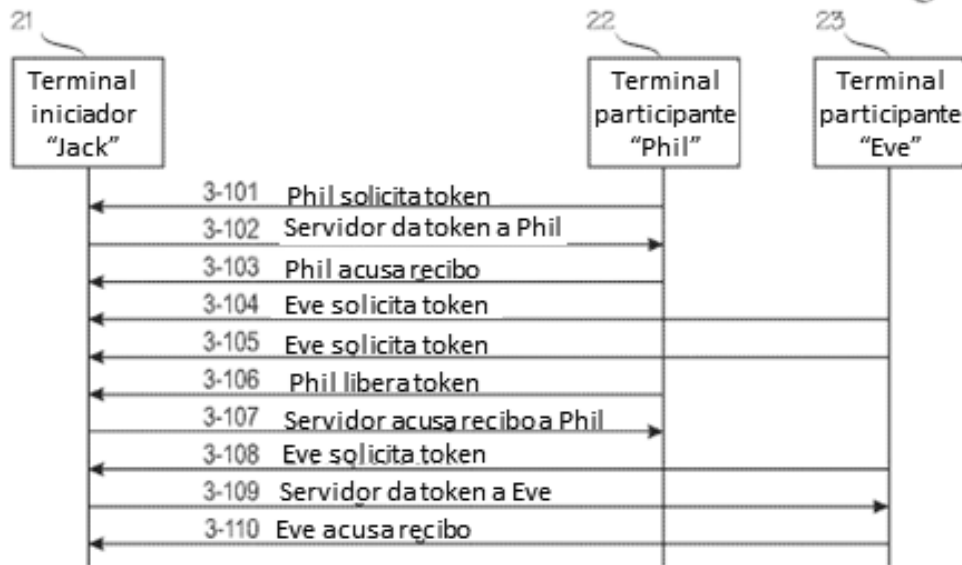 21
22
23
Terminal
iniciador
“Jack”
Terminal
participante
“Phil”
Terminal
participante
“Eve”
3-101 Phil solicita token
3-102 Servidor da token a Phil
3-103 Phil acusa recibo
3-104 Eve solicita token
3-105 Eve solicita token
3-106 Phil libera token
3-107 Servidor acusa recibo a Phil
3-108 Eve solicita token
3-109 Servidor da token a Eve
3-110 Eve acusa recibo